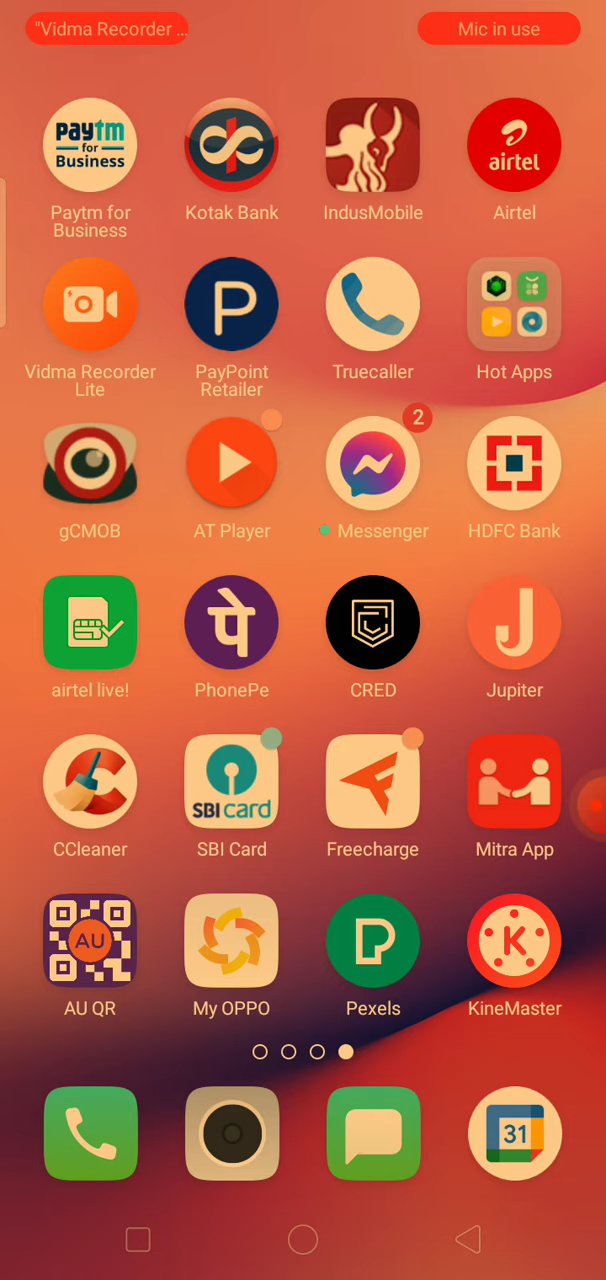 "Vidma Recorder ...
Mic in use
paytm
for
Business
airtel
Paytm for
Business
Kotak Bank
IndusMobile
Airtel
P
Vidma Recorder
Lite
PayPoint
Retailer
Truecaller
Hot Apps
2
gCMOB
AT Player
Messenger
HDFC Bank
पे
J
airtel live!
PhonePe
CRED
Jupiter
SBI card
CCleaner
SBI Card
Freecharge
Mitra App
AU
P
K
AU QR
My OPPO
Pexels
KineMaster
31